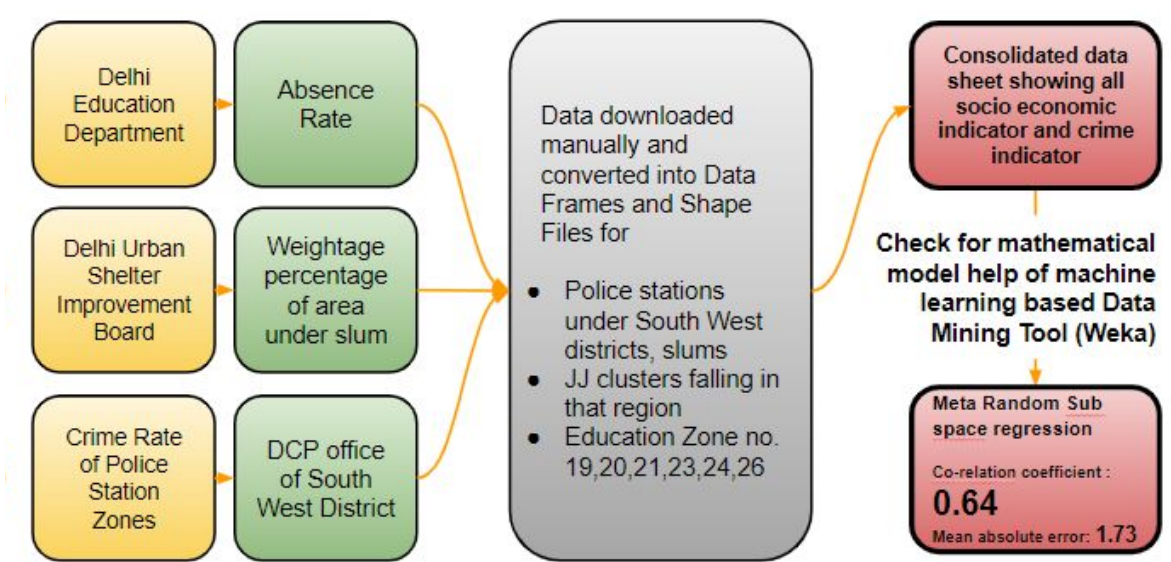 Delhi
Education
Department
Absence
Rate
Delhi Urban
Shelter
Improvement
Board
Weightage
percentage
of area
under slum
Crime Rate
of Police
Station
Zones
DCP office
of South
West District
Data downloaded
manually and
converted into Data
Frames and Shape
Files for
● Police stations
under South West
districts, slums
● JJ clusters falling in
that region
● Education Zone no.
19,20,21,23,24,26
Consolidated data
sheet showing all
socio economic
indicator and crime
indicator
Check for mathematical
model help of machine
learning based Data
Mining Tool (Weka)
Meta Random Sub
space regression
Co-relation coefficient :
0.64
Mean absolute error: 1.73